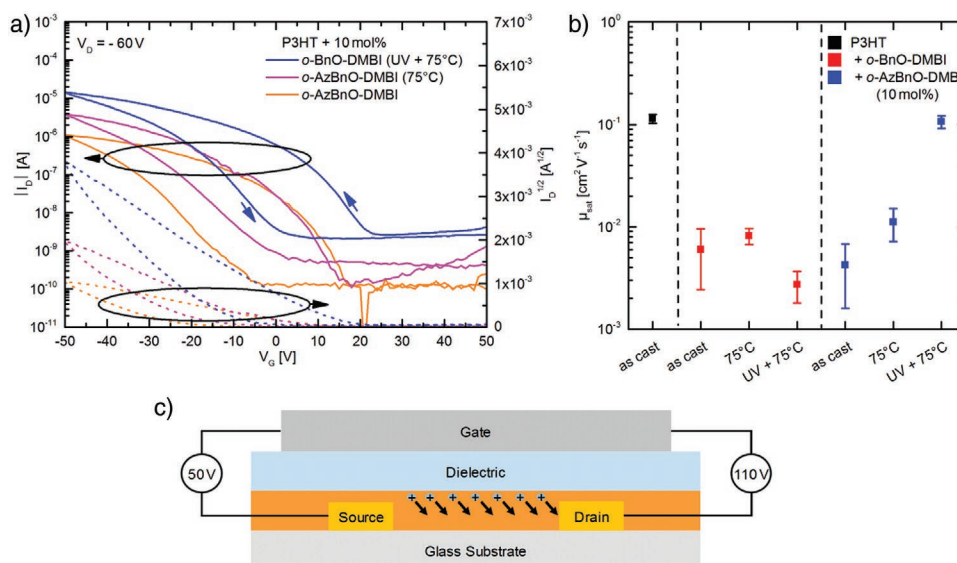 a)
V_D = - 60 V
P3HT + 10 mol%
o-BnO-DMBI (UV + 75°C)
o-AzBnO-DMBI (75°C)
o-AzBnO-DMBI
10⁻³
10⁻⁴
10⁻⁵
10⁻⁶
10⁻⁷
10⁻⁸
10⁻⁹
10⁻¹⁰
10⁻¹¹
|I_D| [A]
7x10⁻³
6x10⁻³
5x10⁻³
4x10⁻³
3x10⁻³
2x10⁻³
1x10⁻³
0
I_D^1/2 [A^1/2]
-50 -40 -30 -20 -10 0 10 20 30 40 50
V_G [V]
b)
10⁻¹
10⁻²
10⁻³
μ_sat [cm² V⁻¹ s⁻¹]
P3HT
+ o-BnO-DMBI
+ o-AzBnO-DMBI
(10 mol%)
as cast
as cast
75°C
UV + 75°C
as cast
75°C
UV + 75°C
c)
Gate
50 V
Dielectric
110 V
+ + + + + + +
Source
Drain
Glass Substrate